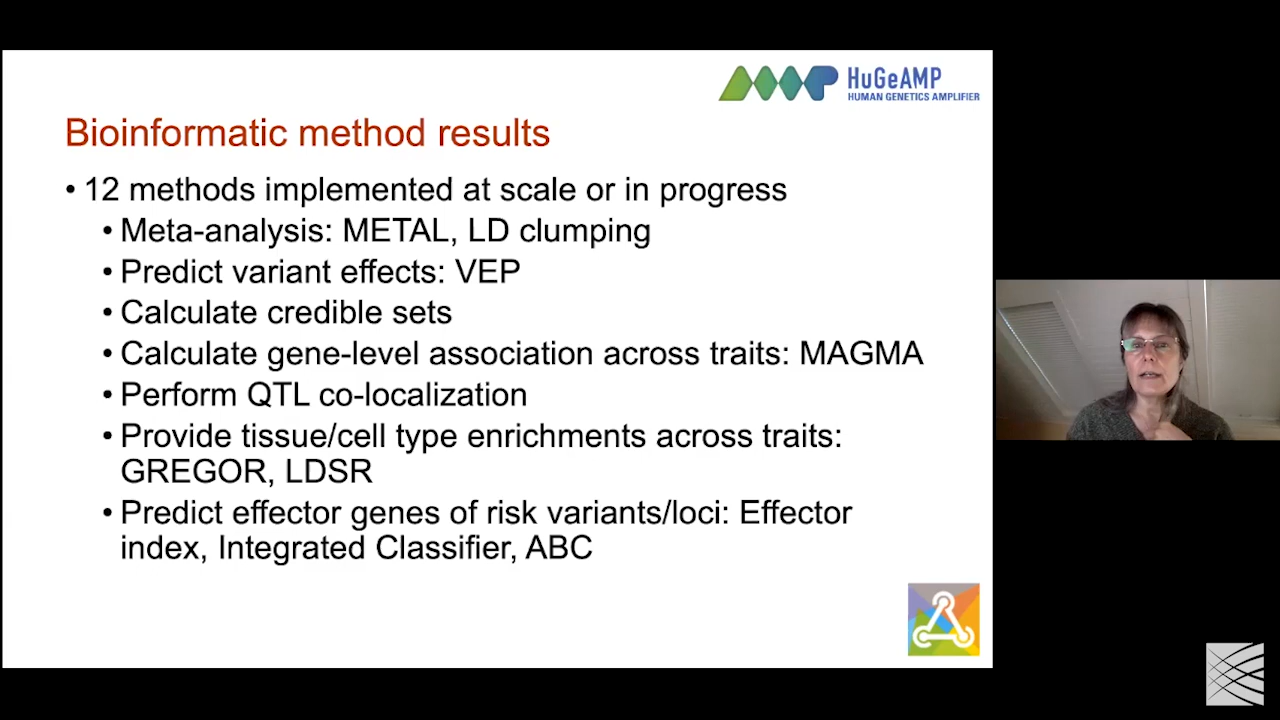 HuGeAMP
HUMAN GENETICS AMPLIFIER
Bioinformatic method results
• 12 methods implemented at scale or in progress
• Meta-analysis: METAL, LD clumping
• Predict variant effects: VEP
• Calculate credible sets
• Calculate gene-level association across traits: MAGMA
• Perform QTL co-localization
• Provide tissue/cell type enrichments across traits:
GREGOR, LDSR
• Predict effector genes of risk variants/loci: Effector
index, Integrated Classifier, ABC